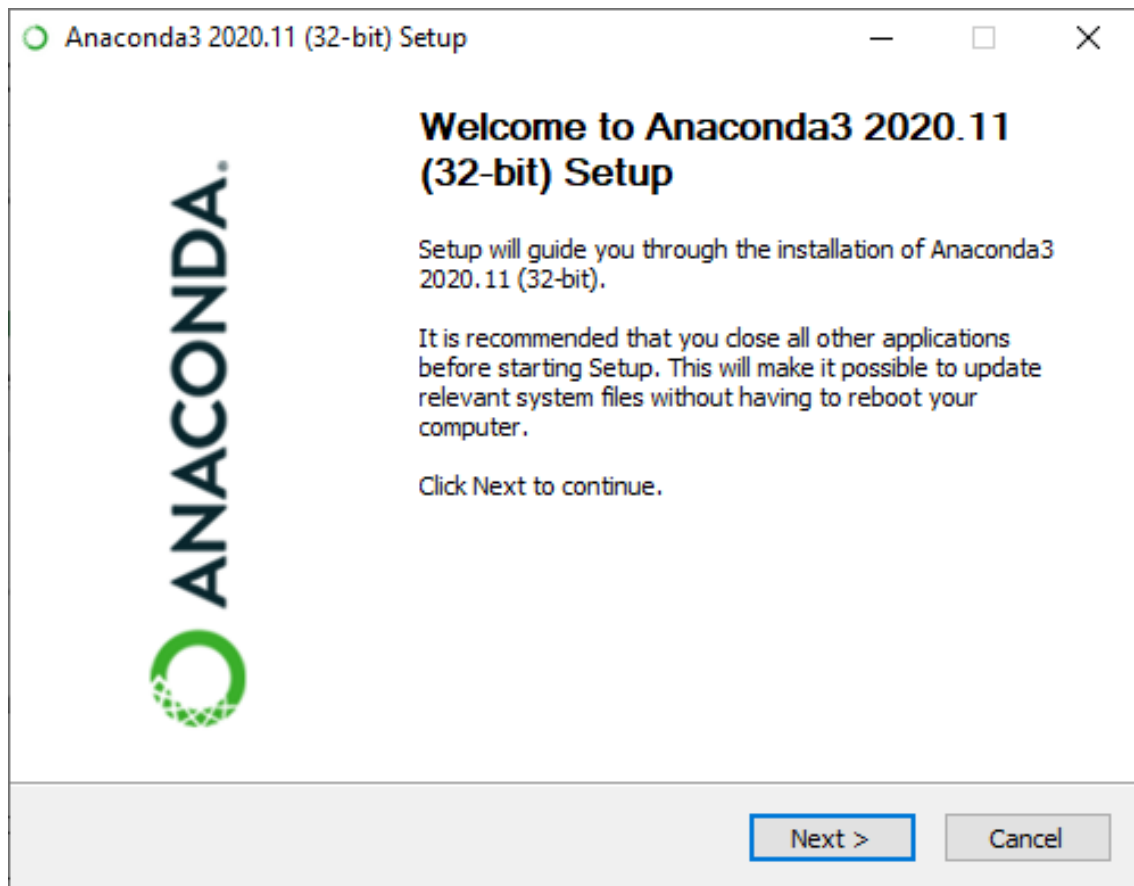 Anaconda3 2020.11 (32-bit) Setup
ANACONDA.
Welcome to Anaconda3 2020.11
(32-bit) Setup
Setup will guide you through the installation of Anaconda3
2020.11 (32-bit).
It is recommended that you close all other applications
before starting Setup. This will make it possible to update
relevant system files without having to reboot your
computer.
Click Next to continue.
Next >
Cancel